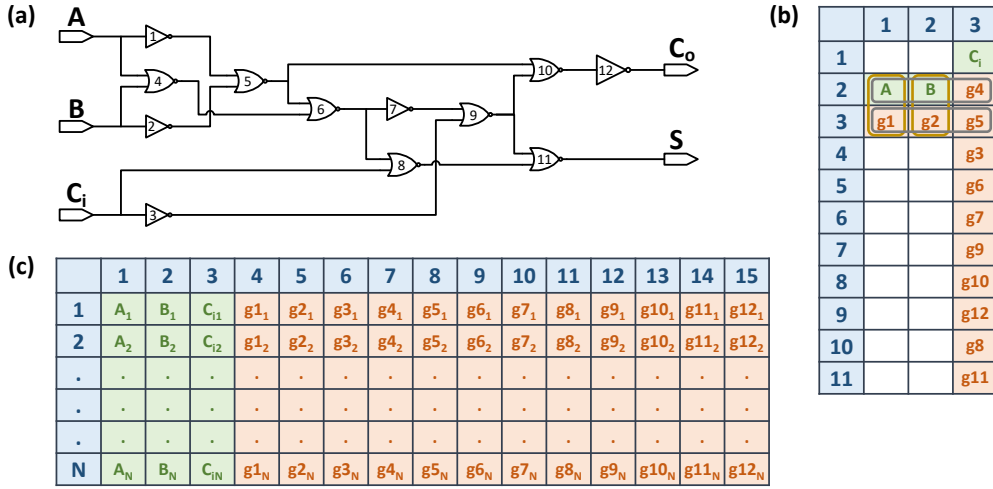 (a)
A
B
Ci
1
2
3
4
5
6
7
8
9
10
11
12
Co
S
(b)
1 2 3
1 Ci
2 A B g4
3 g1 g2 g5
4 g3
5 g6
6 g7
7 g9
8 g10
9 g12
10 g8
11 g11
(c)
1 2 3 4 5 6 7 8 9 10 11 12 13 14 15
1 A1 B1 Ci1 g11 g21 g31 g41 g51 g61 g71 g81 g91 g101 g111 g121
2 A2 B2 Ci2 g12 g22 g32 g42 g52 g62 g72 g82 g92 g102 g112 g122
. . . . . . . . . . . . . . . .
. . . . . . . . . . . . . . . .
. . . . . . . . . . . . . . . .
N AN BN CiN g1N g2N g3N g4N g5N g6N g7N g8N g9N g10N g11N g12N